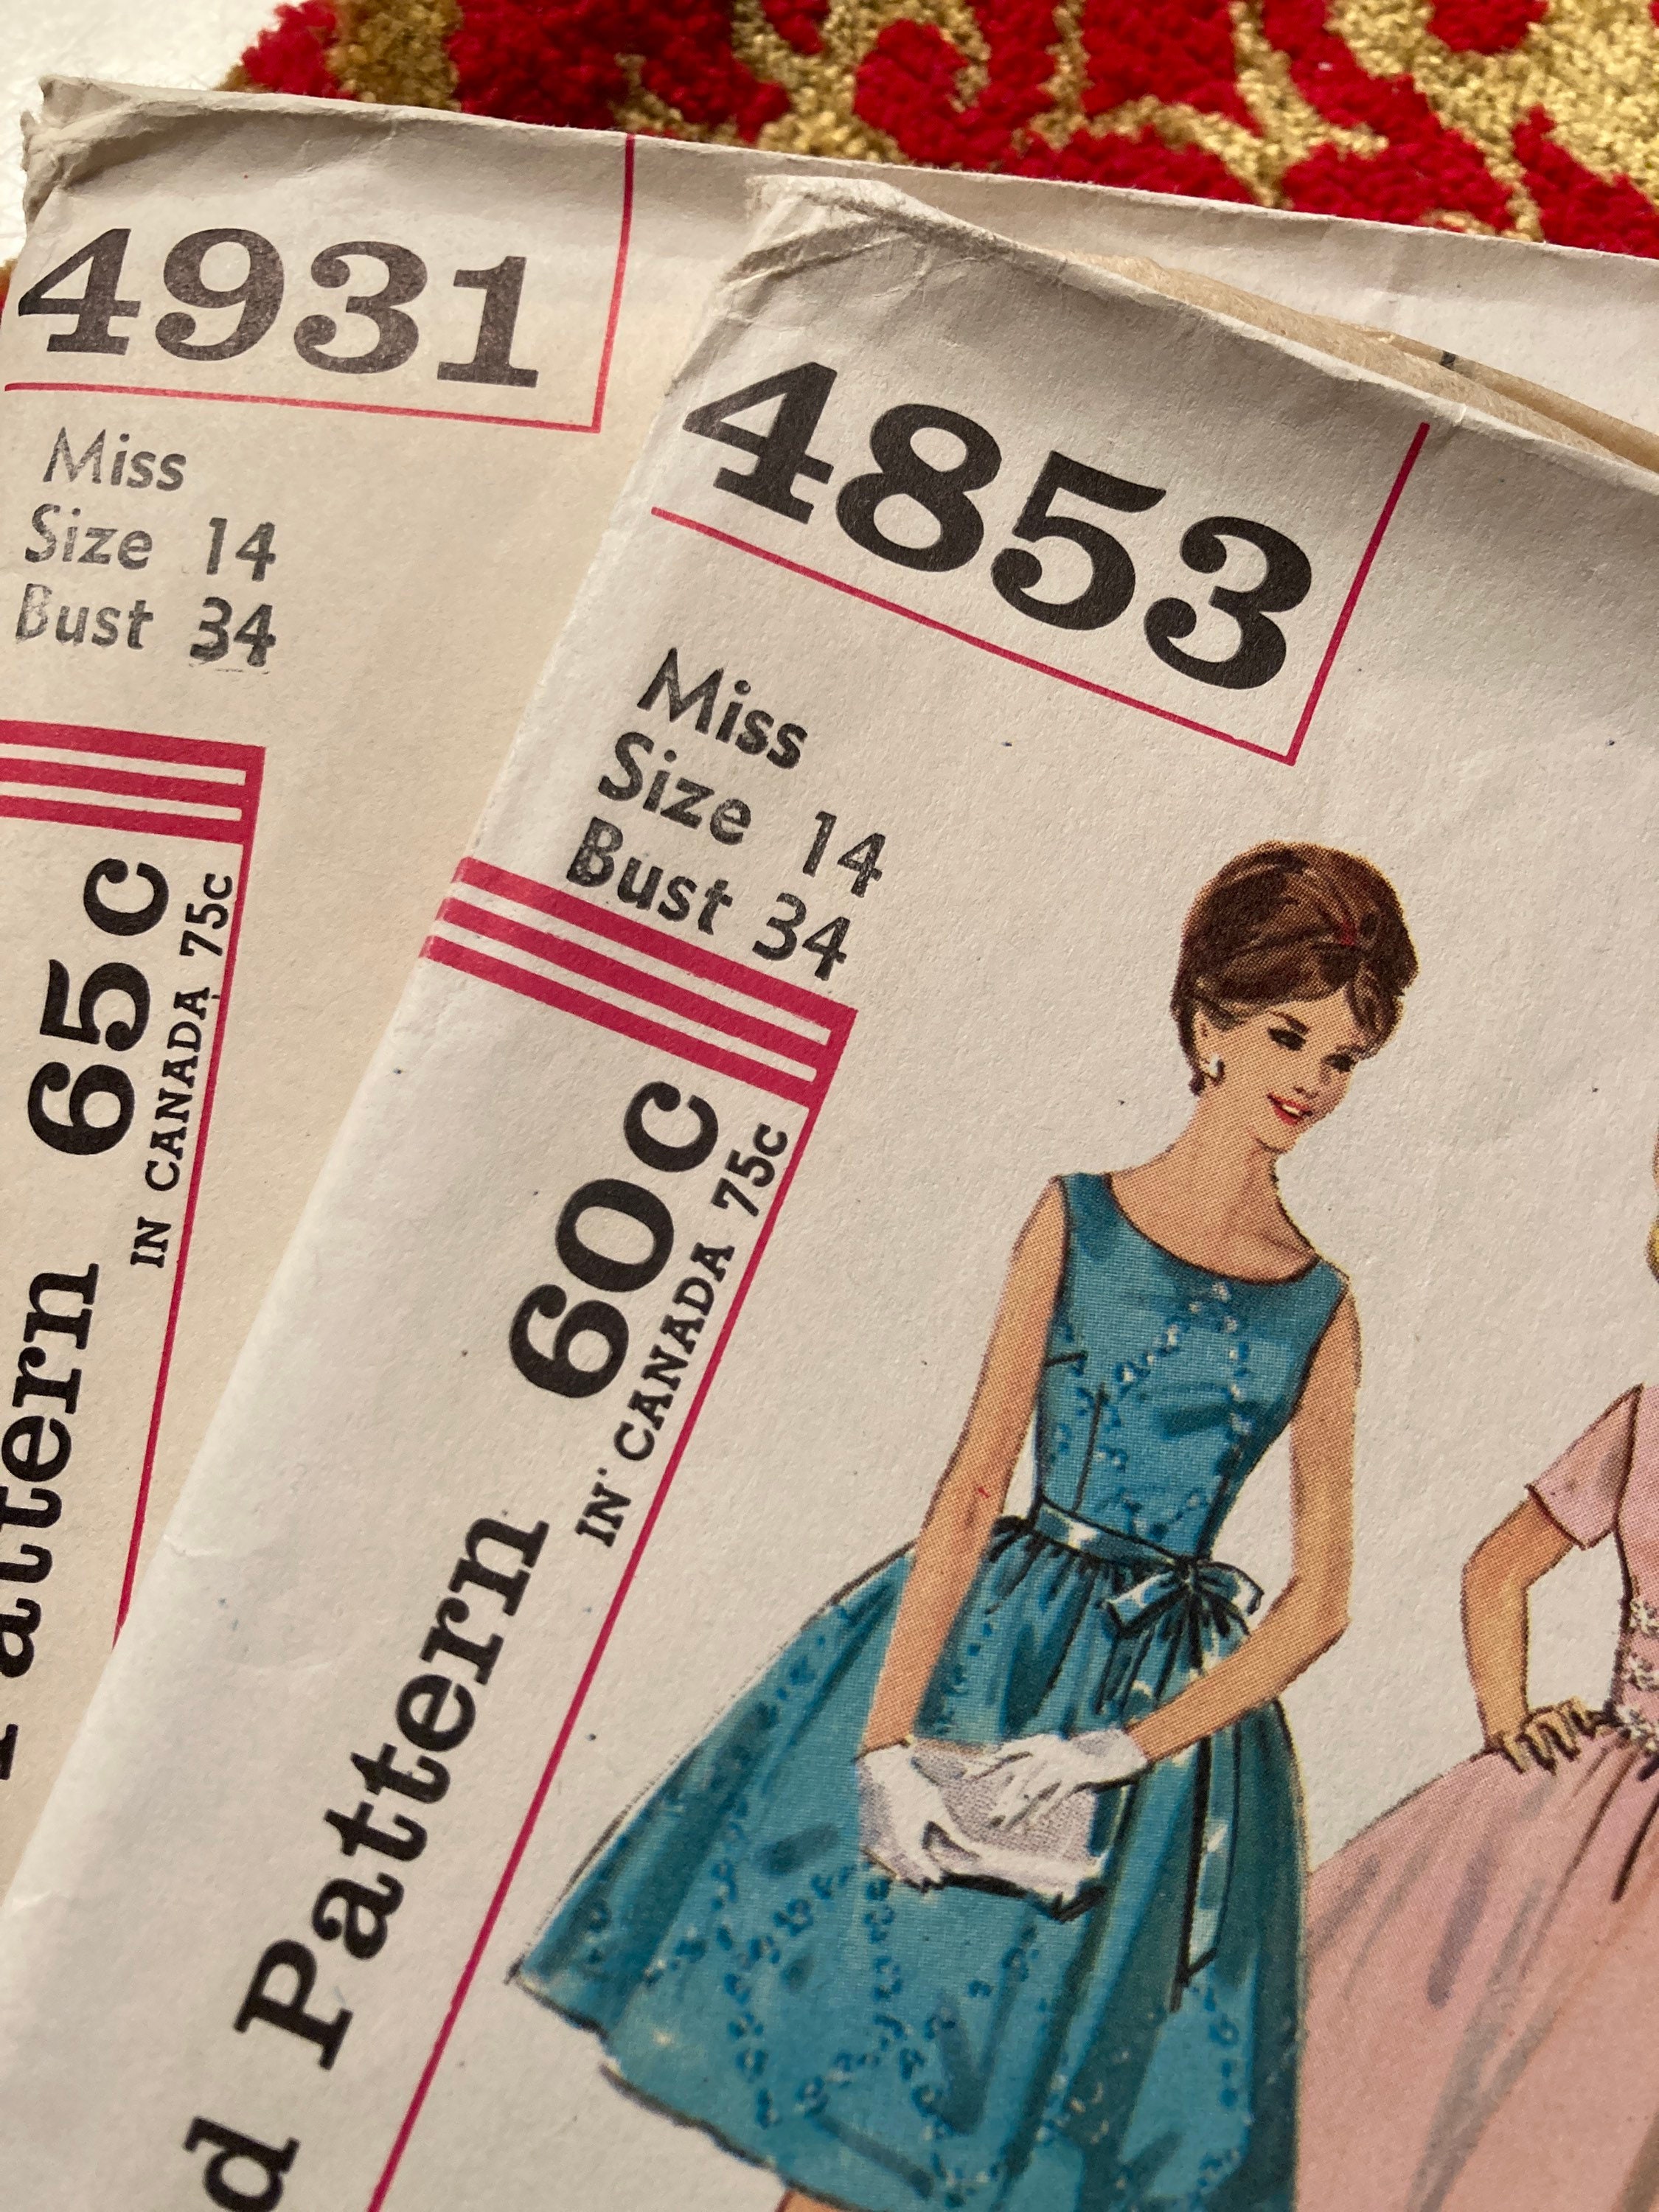 4931
Miss
Size 14
Bust 34
Pattern 65c
IN CANADA 75c
4853
Miss
Size 14
Bust 34
d Pattern 60c
IN CANADA 75c